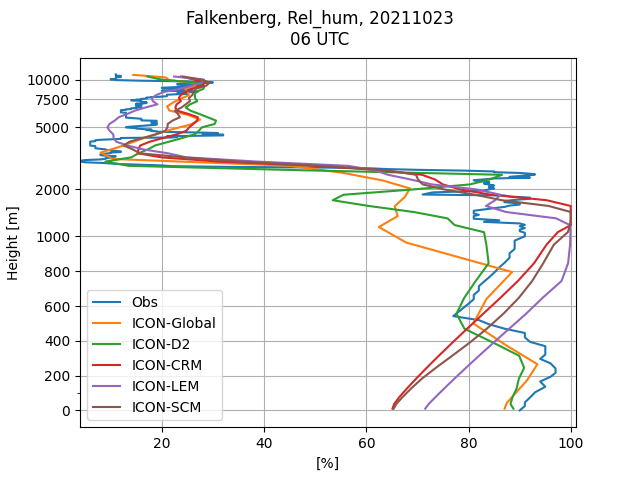 Falkenberg, Rel_hum, 20211023
06 UTC
Height [m]
10000
7500
5000
2000
1000
800
600
400
200
0
Obs
ICON-Global
ICON-D2
ICON-CRM
ICON-LEM
ICON-SCM
20
40
60
80
100
[%]